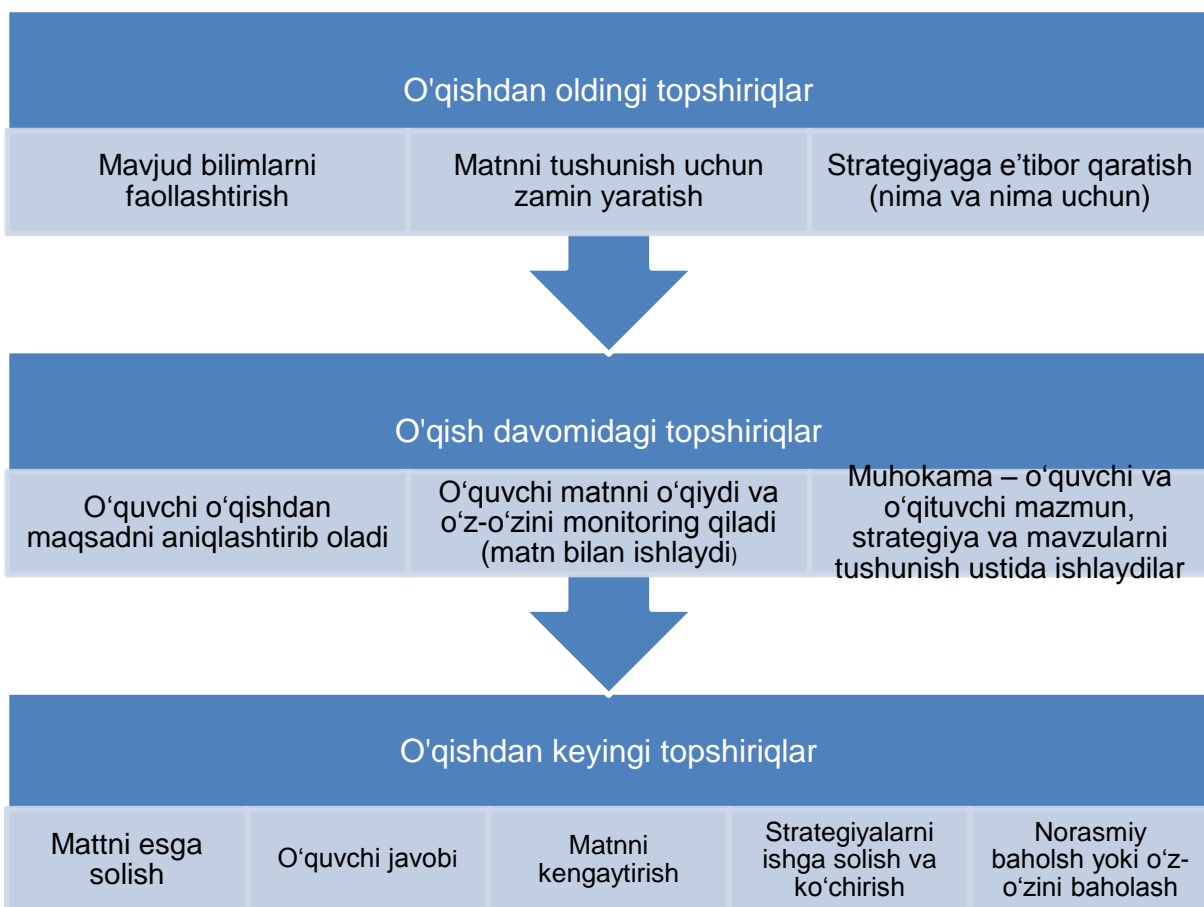 O'qishdan oldingi topshiriqlar
Mavjud bilimlarni
faollashtirish
Matnni tushunish uchun
zamin yaratish
Strategiyaga e’tibor qaratish
(nima va nima uchun)
O'qish davomidagi topshiriqlar
O‘quvchi o‘qishdan
maqsadni aniqlashtirib oladi
O‘quvchi matnni o‘qiydi va
o‘z-o‘zini monitoring qiladi
(matn bilan ishlaydi)
Muhokama – o‘quvchi va
o‘qituvchi mazmun,
strategiya va mavzularni
tushunish ustida ishlaydilar
O'qishdan keyingi topshiriqlar
Mattni esga
solish
O‘quvchi javobi
Matnni
kengaytirish
Strategiyalarni
ishga solish va
ko‘chirish
Norasmiy
baholsh yoki o‘z-
o‘zini baholash